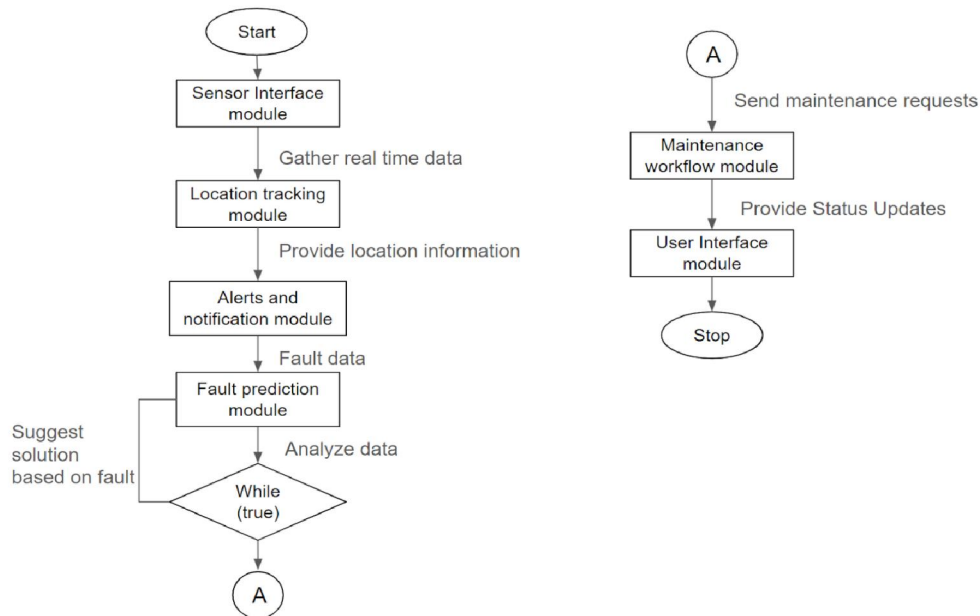 Start
Sensor Interface
module
Gather real time data
Location tracking
module
Provide location information
Alerts and
notification module
Fault data
Fault prediction
module
Suggest
solution
based on fault
Analyze data
While
(true)
A
A
Send maintenance requests
Maintenance
workflow module
Provide Status Updates
User Interface
module
Stop